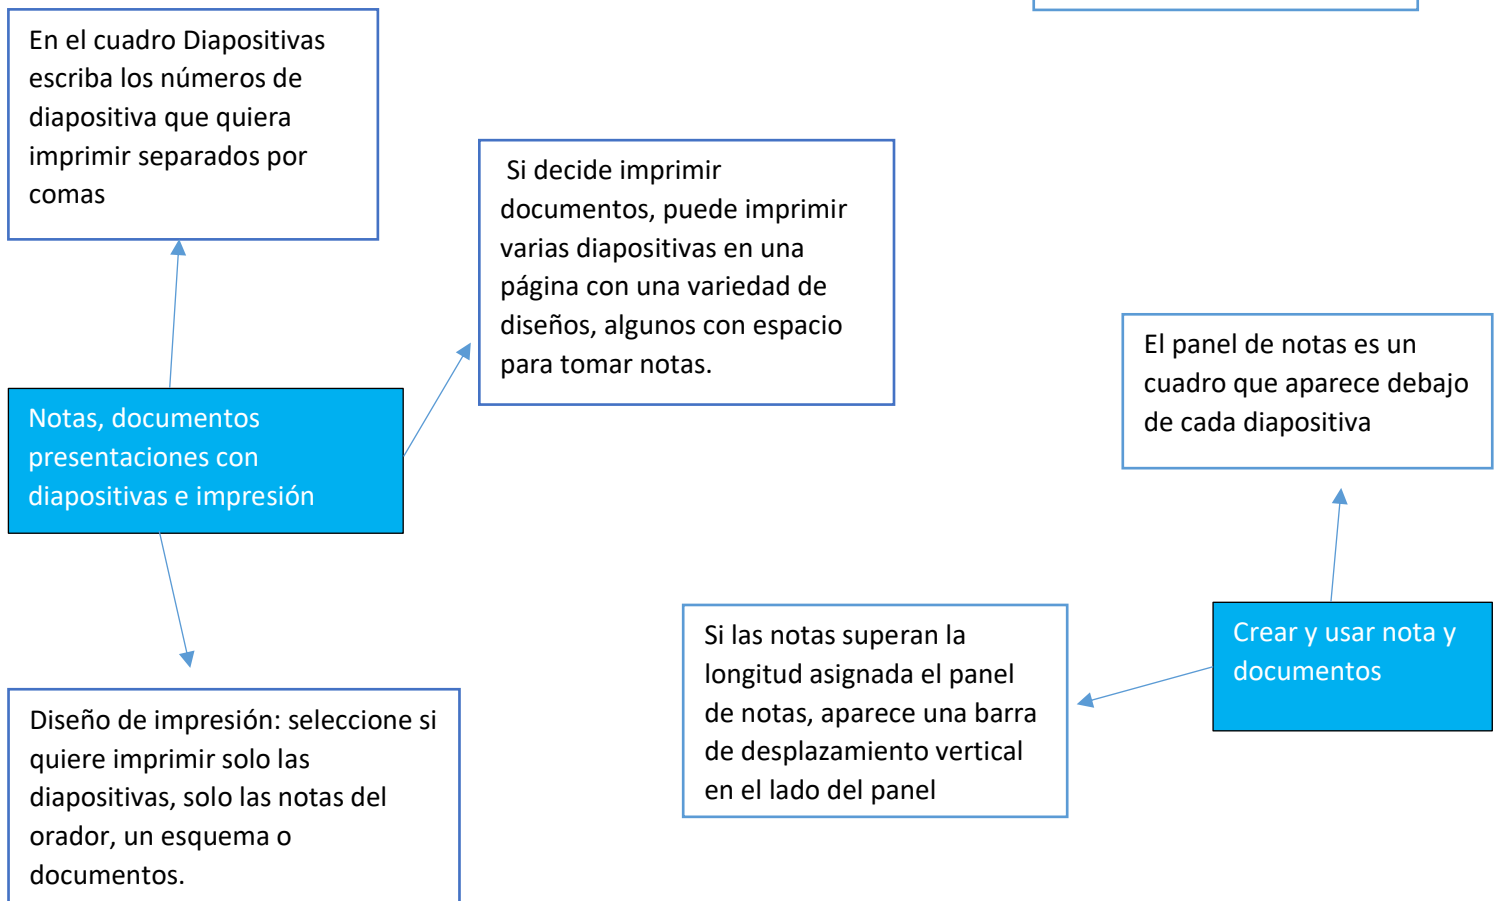 En el cuadro Diapositivas
escriba los números de
diapositiva que quiera
imprimir separados por
comas
Si decide imprimir
documentos, puede imprimir
varias diapositivas en una
página con una variedad de
diseños, algunos con espacio
para tomar notas.
El panel de notas es un
cuadro que aparece debajo
de cada diapositiva
Notas, documentos
presentaciones con
diapositivas e impresión
Si las notas superan la
longitud asignada el panel
de notas, aparece una barra
de desplazamiento vertical
en el lado del panel
Crear y usar nota y
documentos
Diseño de impresión: seleccione si
quiere imprimir solo las
diapositivas, solo las notas del
orador, un esquema o
documentos.